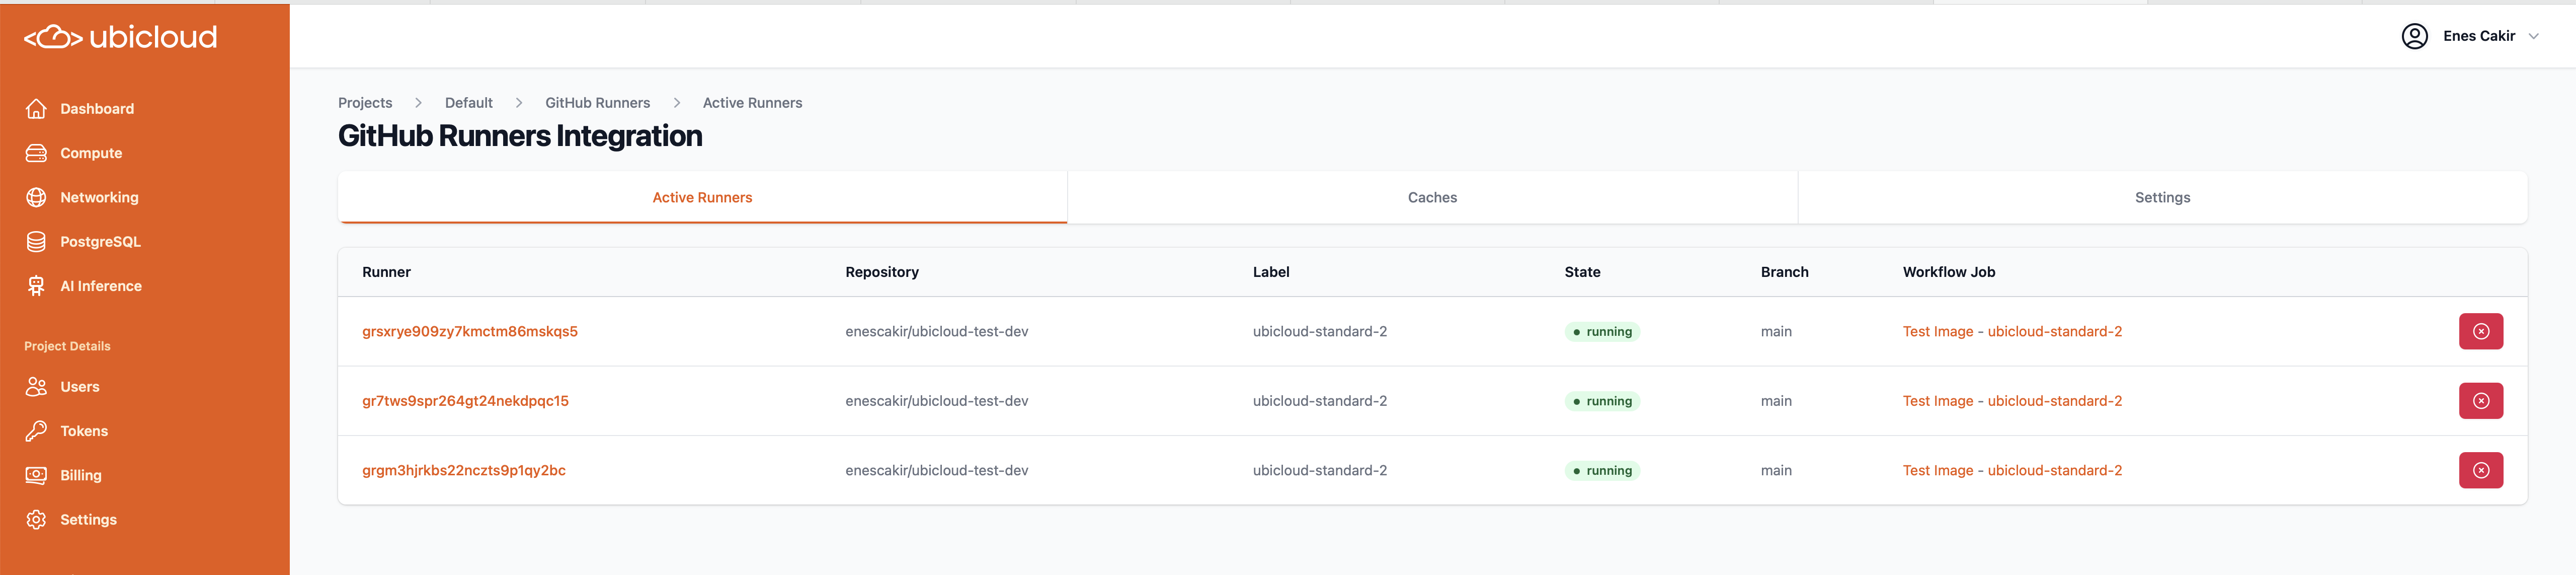 ubicloud
Enes Cakir
Dashboard
Compute
Networking
PostgreSQL
AI Inference
Project Details
Users
Tokens
Billing
Settings
Projects > Default > GitHub Runners > Active Runners
GitHub Runners Integration
Active Runners Caches Settings
Runner Repository Label State Branch Workflow Job
grsxrye909zy7kmctm86mskqs5 enescakir/ubicloud-test-dev ubicloud-standard-2 running main Test Image - ubicloud-standard-2
gr7tws9spr264gt24nekdpqc15 enescakir/ubicloud-test-dev ubicloud-standard-2 running main Test Image - ubicloud-standard-2
grgm3hjrkbs22nczts9p1qy2bc enescakir/ubicloud-test-dev ubicloud-standard-2 running main Test Image - ubicloud-standard-2